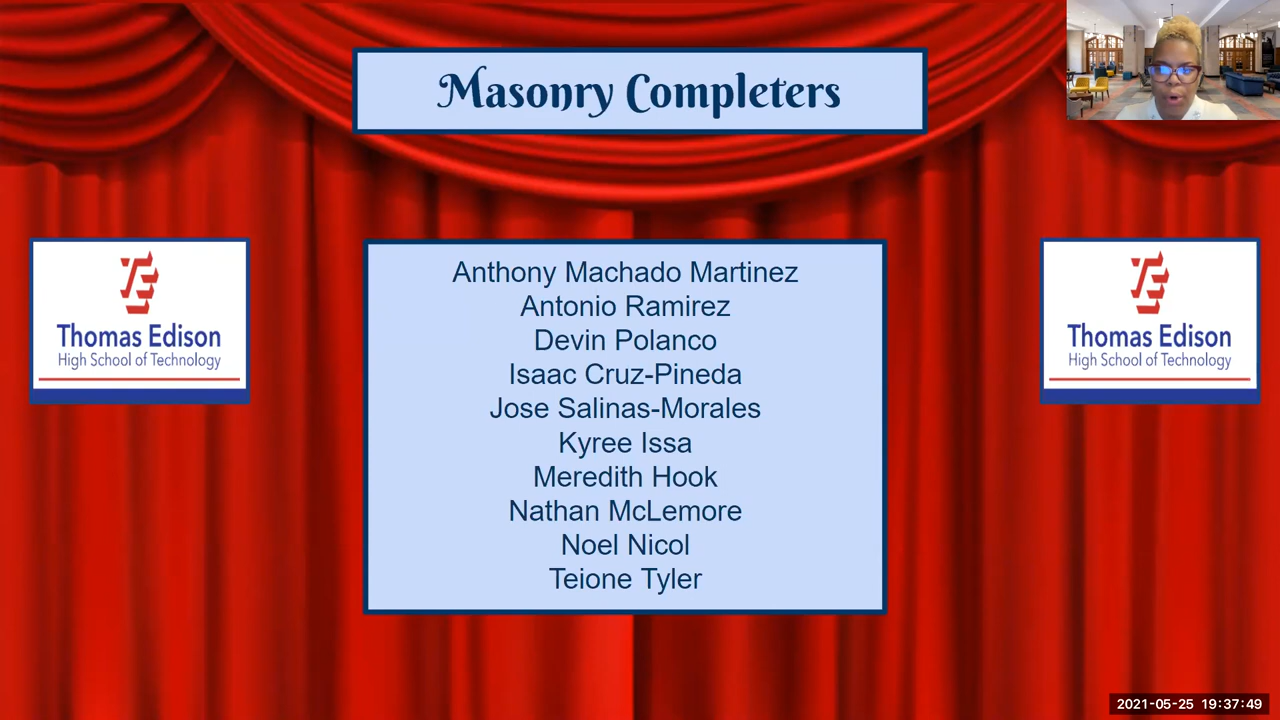 Masonry Completers
Thomas Edison
High School of Technology
Anthony Machado Martinez
Antonio Ramirez
Devin Polanco
Isaac Cruz-Pineda
Jose Salinas-Morales
Kyree Issa
Meredith Hook
Nathan McLemore
Noel Nicol
Teione Tyler
Thomas Edison
High School of Technology
2021-05-25 19:37:49